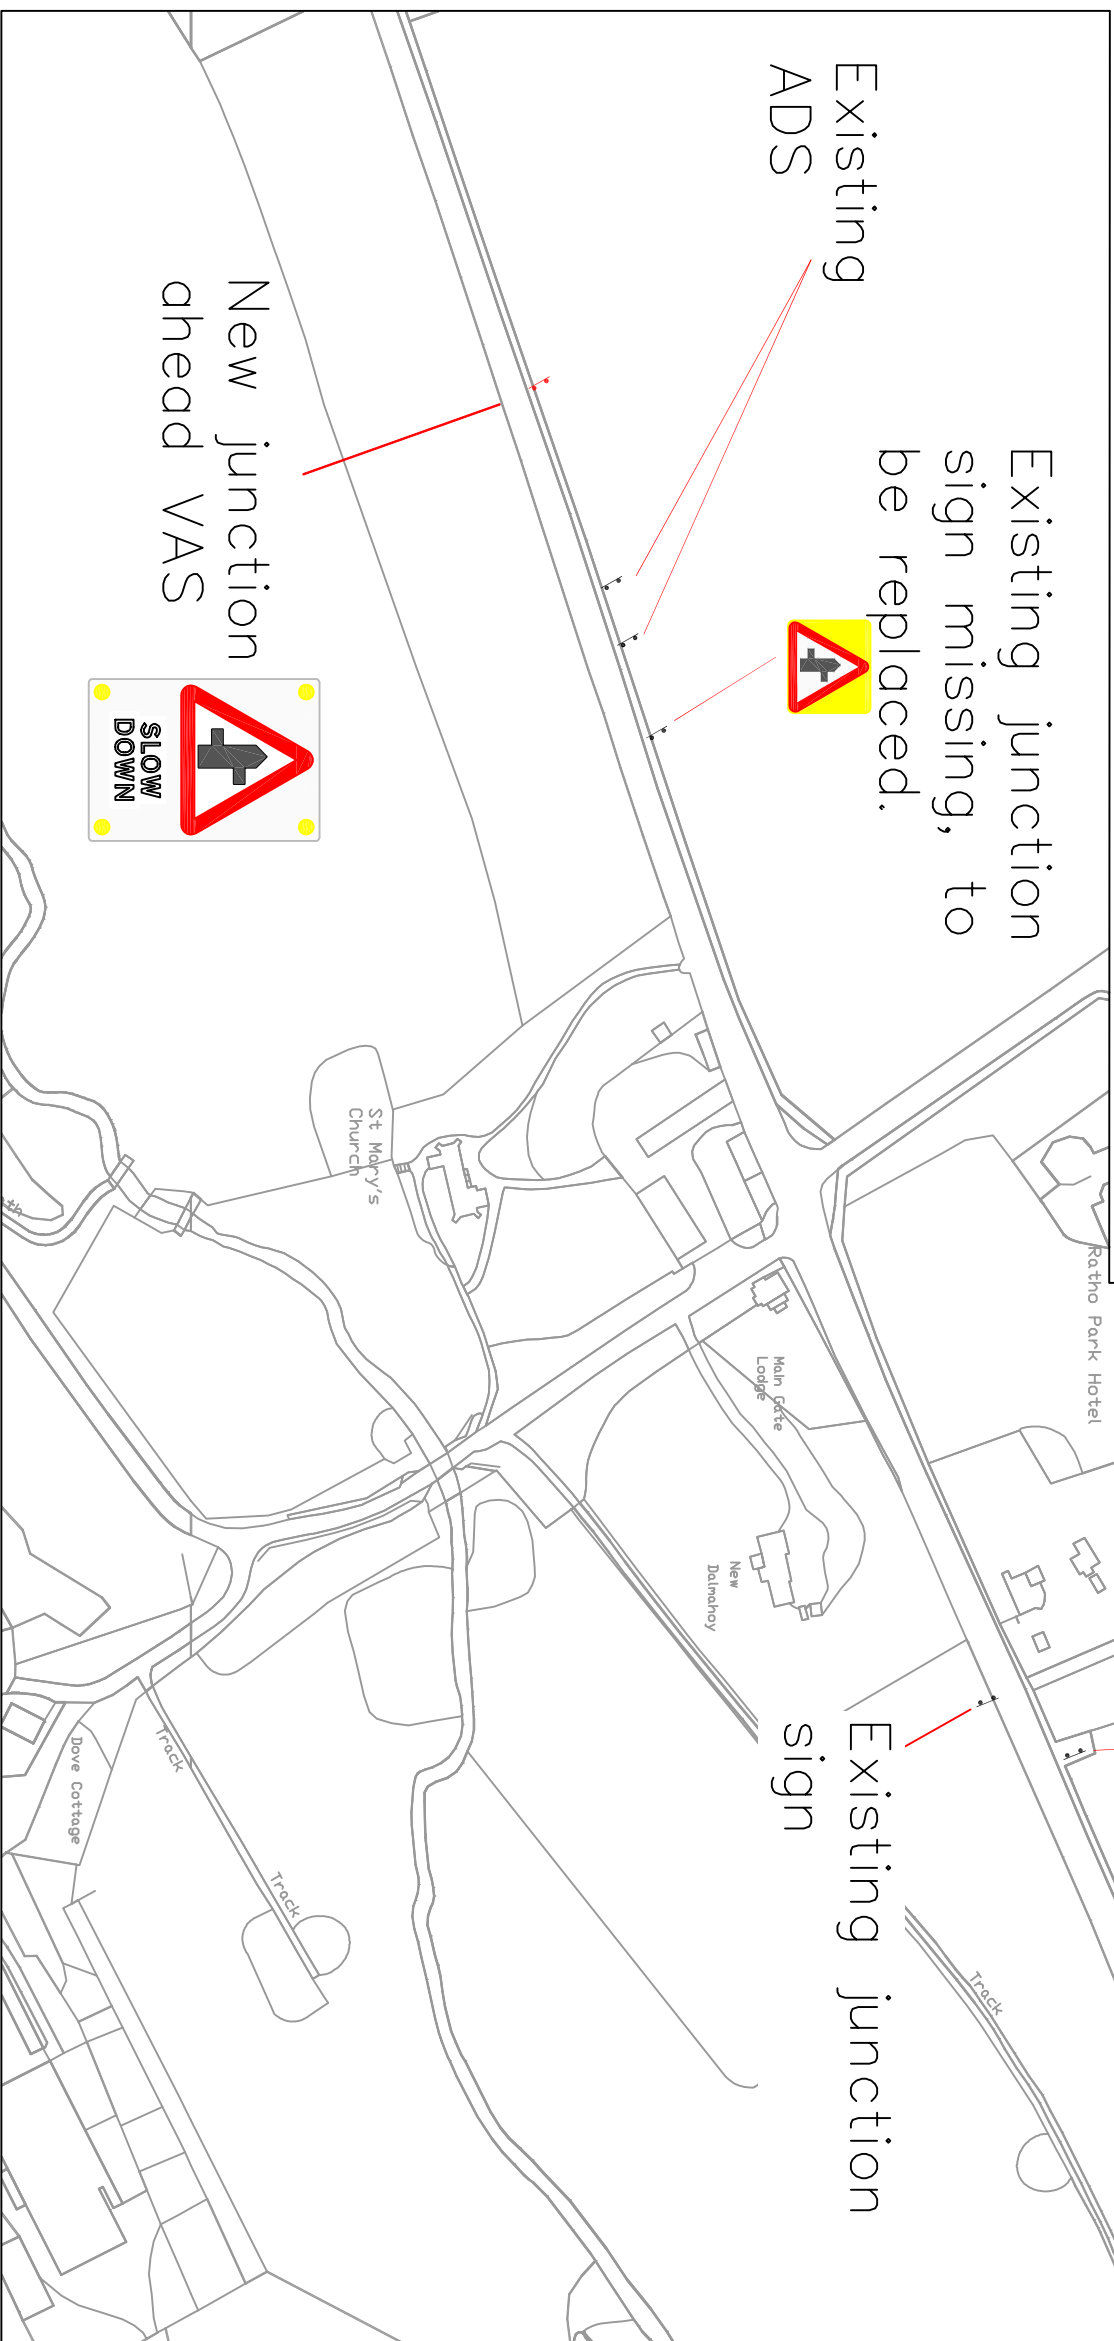 Existing
ADS
Existing junction
sign missing, to
be replaced.
New junction
ahead VAS
SLOW
DOWN
St Mary's
Church
Ratho Park Hotel
Main Gate
Lodge
New
Dalmahoy
Existing junction
sign
Track
Track
Track
Dove Cottage